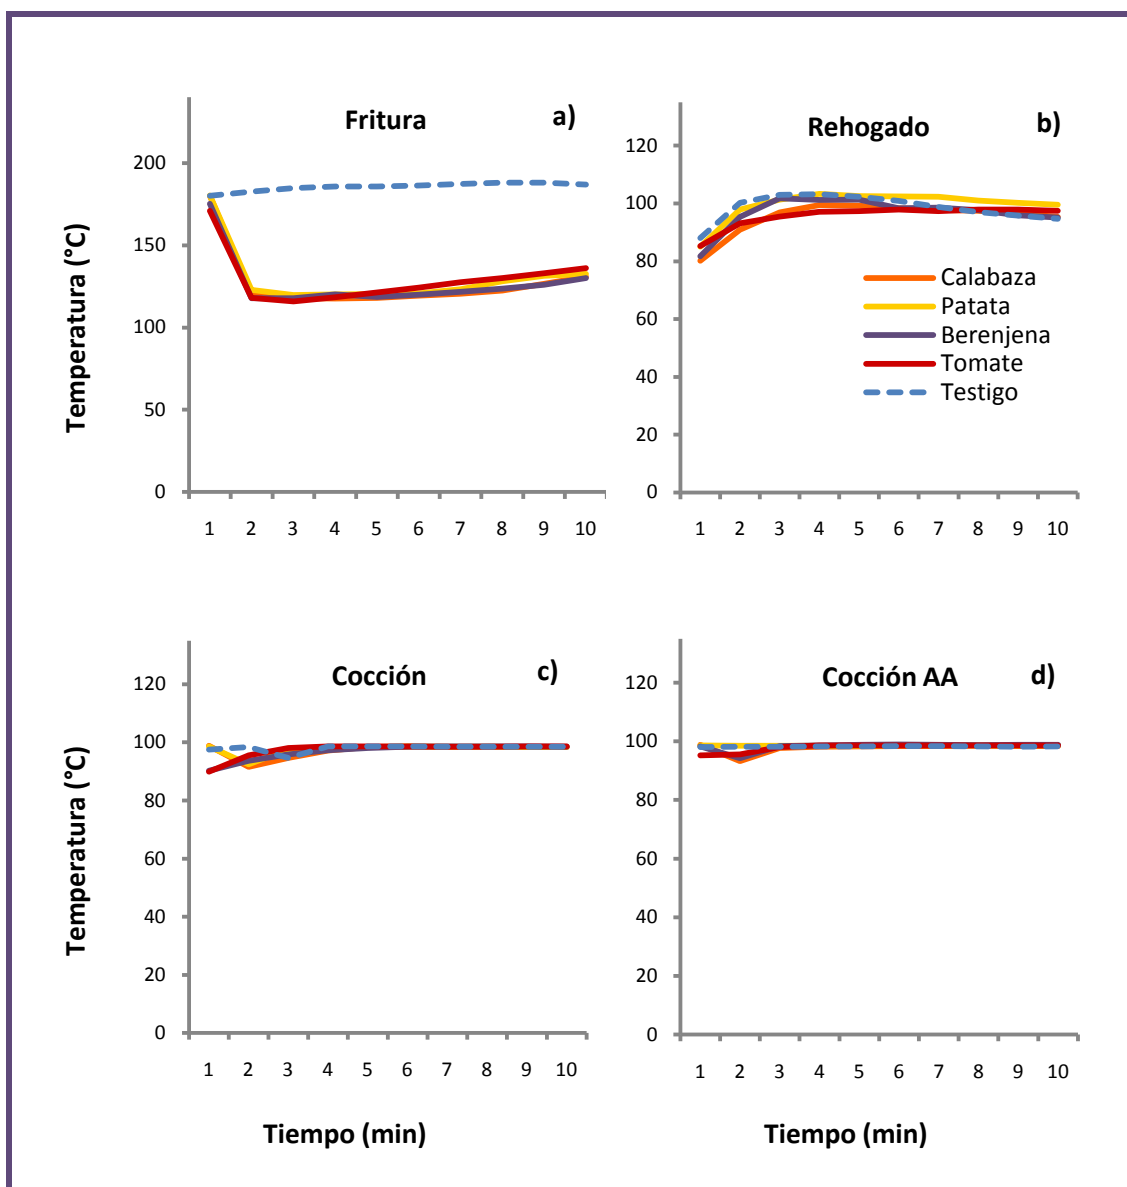 Fritura
a)
Temperatura (°C)
200
150
100
50
0
1 2 3 4 5 6 7 8 9 10
Rehogado
b)
120
100
80
60
40
20
0
Calabaza
Patata
Berenjena
Tomate
Testigo
1 2 3 4 5 6 7 8 9 10
Cocción
c)
Temperatura (°C)
120
100
80
60
40
20
0
1 2 3 4 5 6 7 8 9 10
Tiempo (min)
Cocción AA
d)
120
100
80
60
40
20
0
1 2 3 4 5 6 7 8 9 10
Tiempo (min)